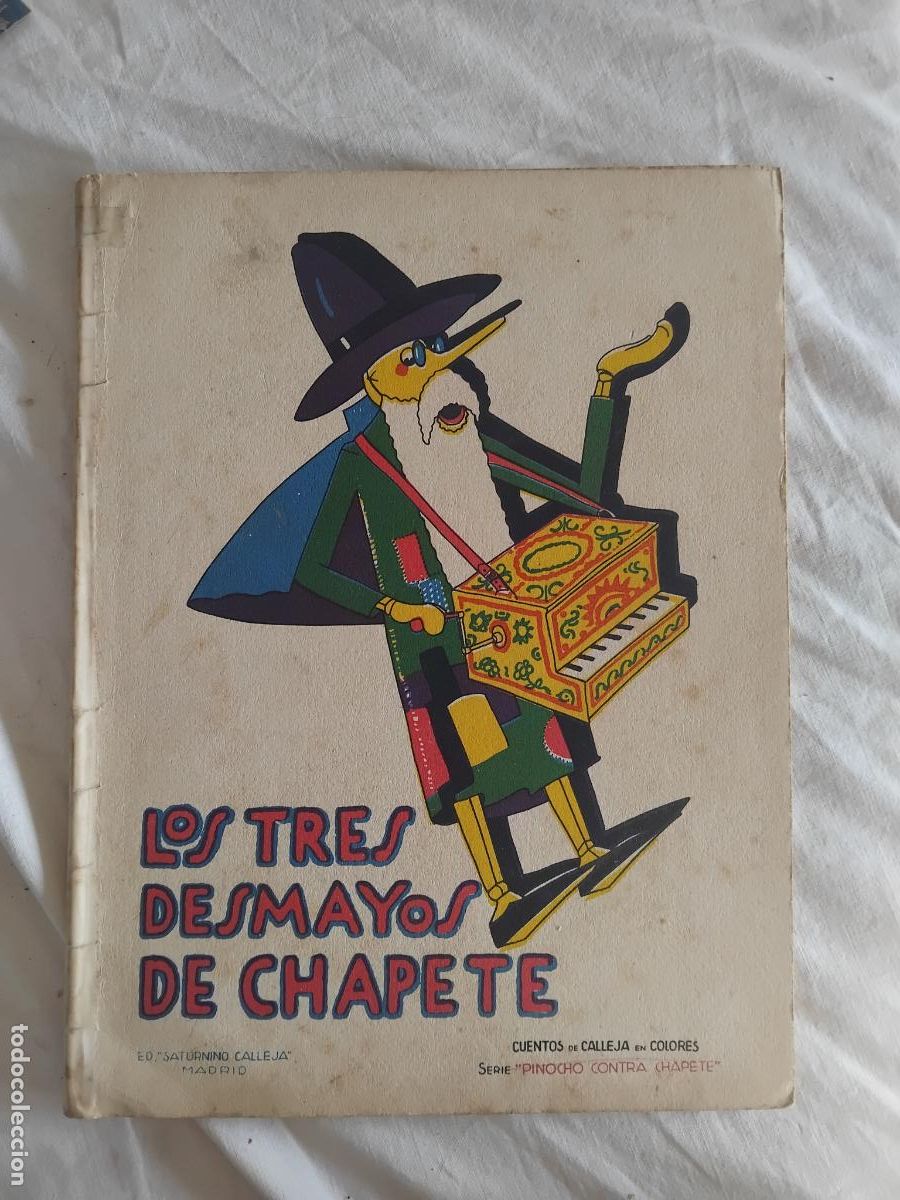 LOS TRES
DESMAYOS
DE CHAPETE
ED. "SATURNINO CALLEJA"
MADRID
CUENTOS DE CALLEJA EN COLORES
SERIE "PINOCHO CONTRA CHAPETE"
todocoleccion